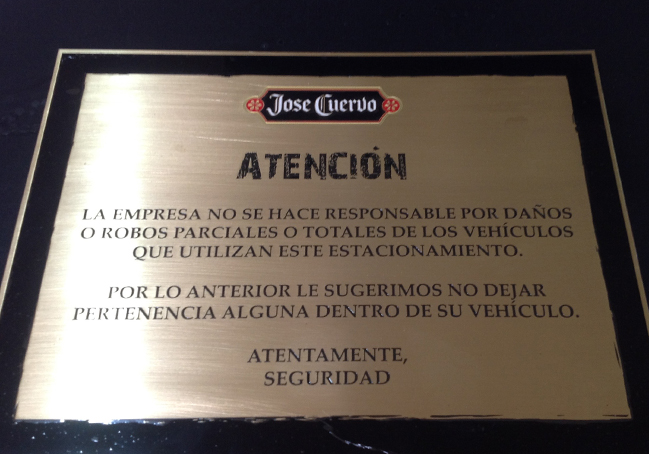 Jose Cuervo
ATENCIÓN
LA EMPRESA NO SE HACE RESPONSABLE POR DAÑOS
O ROBOS PARCIALES O TOTALES DE LOS VEHÍCULOS
QUE UTILIZAN ESTE ESTACIONAMIENTO.
POR LO ANTERIOR LE SUGERIMOS NO DEJAR
PERTENENCIA ALGUNA DENTRO DE SU VEHÍCULO.
ATENTAMENTE,
SEGURIDAD